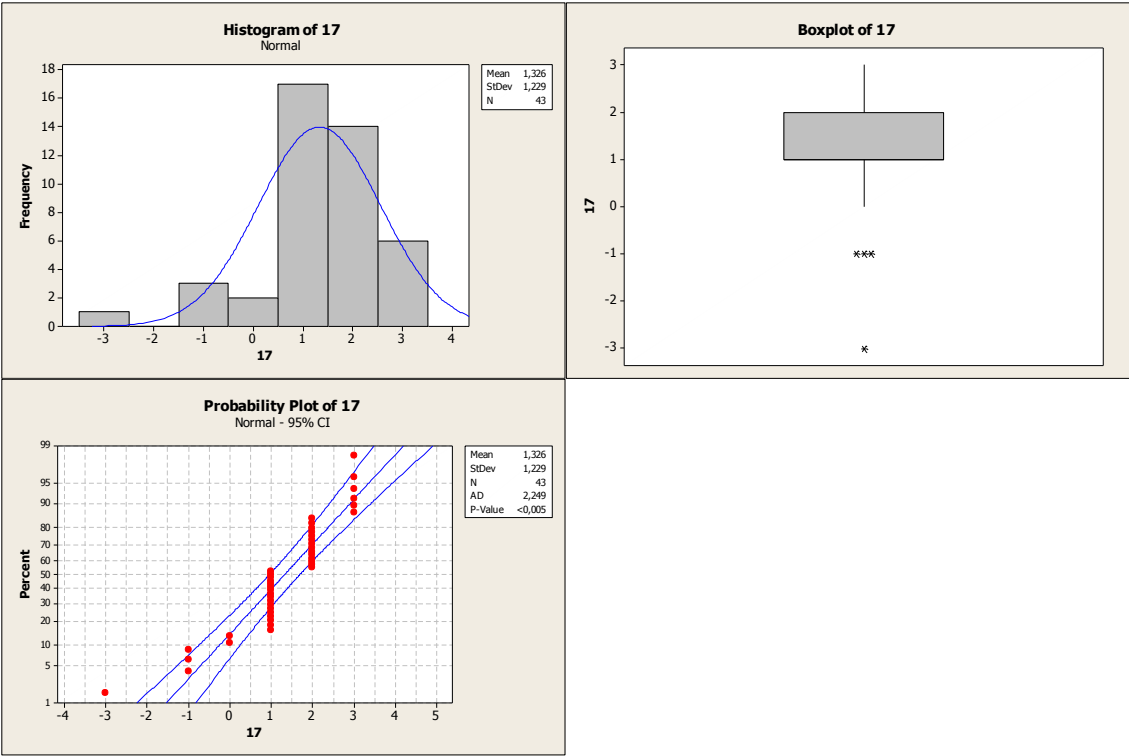 Histogram of 17
Normal
Mean 1,326
StDev 1,229
N 43
18
16
14
12
10
8
6
4
2
0
Frequency
-3 -2 -1 0 1 2 3 4
17
Boxplot of 17
3
2
1
0
-1
-2
-3
17
Probability Plot of 17
Normal - 95% CI
Mean 1,326
StDev 1,229
N 43
AD 2,249
P-Value <0,005
99
95
90
80
70
60
50
40
30
20
10
5
1
Percent
-4 -3 -2 -1 0 1 2 3 4 5
17